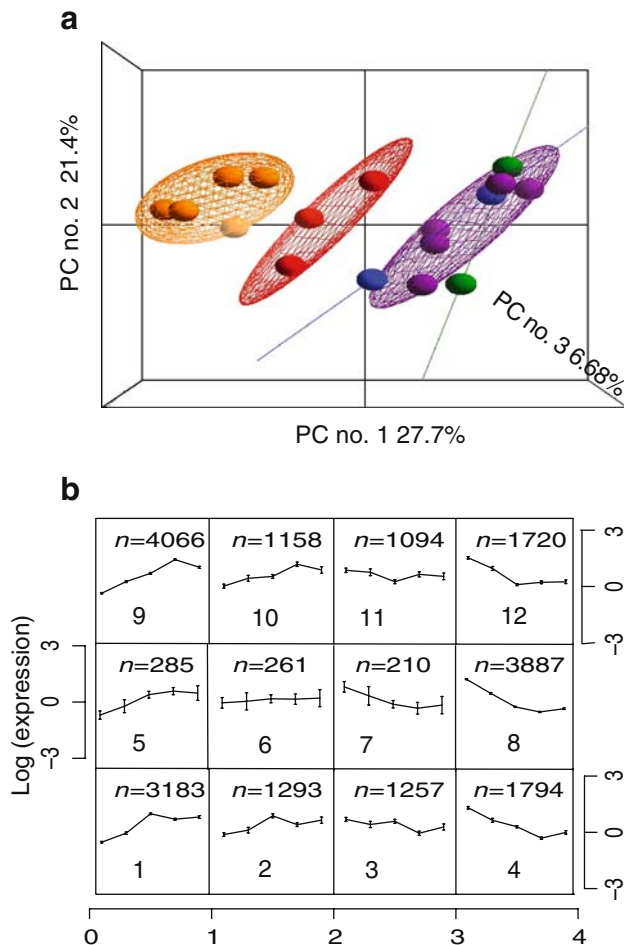 a
PC no. 2 21.4%
PC no. 3 6.68%
PC no. 1 27.7%
b
n=4066 n=1158 n=1094 n=1720
9 10 11 12
3 0 -3
n=285 n=261 n=210 n=3887
5 6 7 8
3 0 -3
Log (expression)
n=3183 n=1293 n=1257 n=1794
1 2 3 4
3 0 -3
0 1 2 3 4